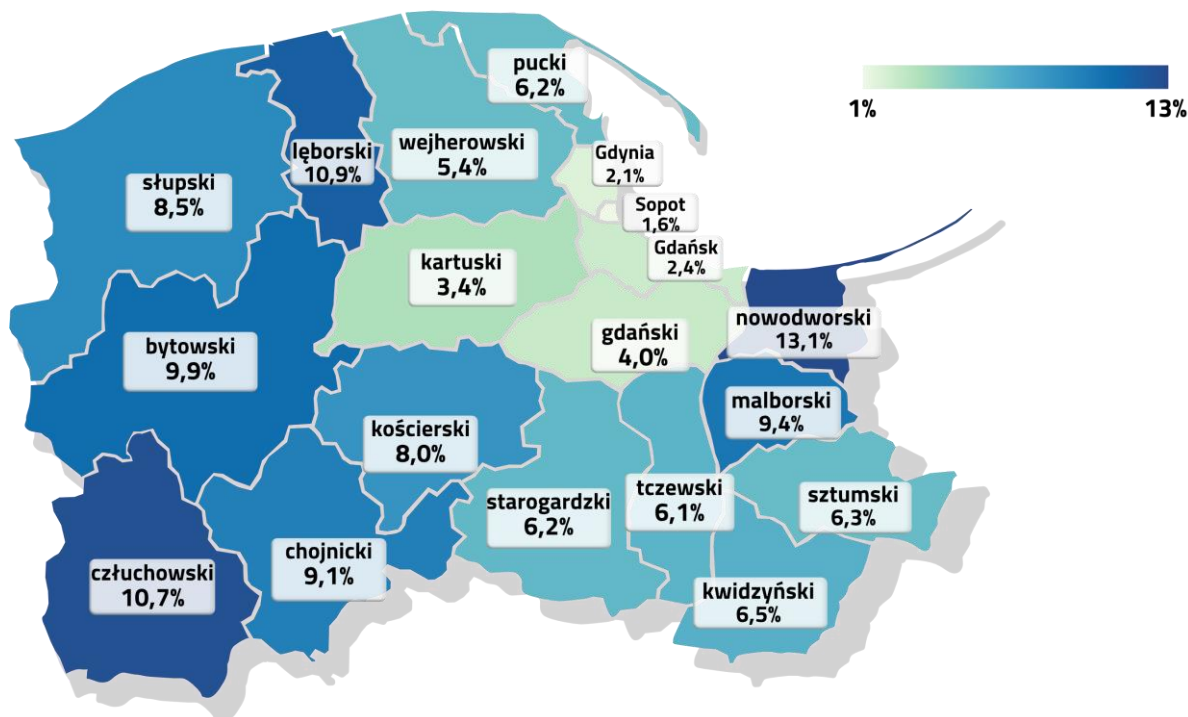 pucki
6,2%
1%
13%
lęborski
10,9%
wejherowski
5,4%
Gdynia
2,1%
słupski
8,5%
Sopot
1,6%
Gdańsk
2,4%
kartuski
3,4%
nowodworski
13,1%
gdański
4,0%
bytowski
9,9%
malborski
9,4%
kościerski
8,0%
starogardzki
6,2%
tczewski
6,1%
sztumski
6,3%
chojnicki
9,1%
człuchowski
10,7%
kwidzyński
6,5%